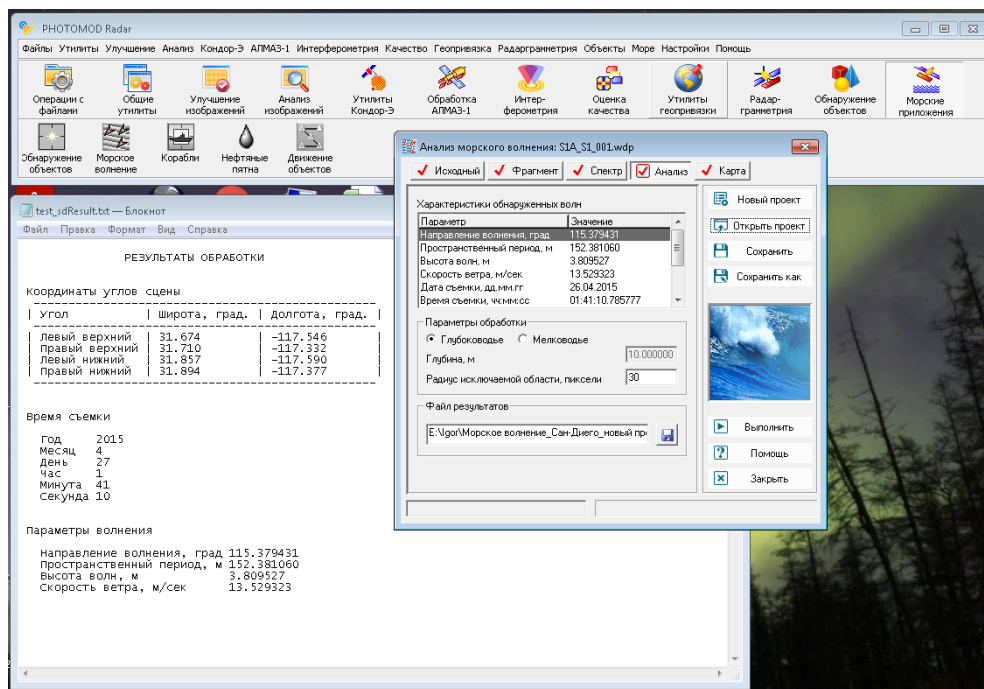 PHOTOMOD Radar
Файлы Утилиты Улучшение Анализ Кондор-Э АЛМАЗ-1 Интерферометрия Качество Геопривязка Радарграмметрия Объекты Море Настройки Помощь
Операции с файлами
Общие утилиты
Улучшение изображений
Анализ изображений
Утилиты Кондор-Э
Обработка АЛМАЗ-1
Интер-ферометрия
Оценка качества
Утилиты геопривязки
Радар-грамметрия
Обнаружение объектов
Морские приложения
Обнаружение объектов
Морское волнение
Корабли
Нефтяные пятна
Движение объектов
test_sdResult.txt — Блокнот
Файл Правка Формат Вид Справка
РЕЗУЛЬТАТЫ ОБРАБОТКИ
Координаты углов сцены
| Угол | Широта, град. | Долгота, град. |
| Левый верхний | 31.674 | -117.546 |
| Правый верхний | 31.710 | -117.332 |
| Левый нижний | 31.857 | -117.590 |
| Правый нижний | 31.894 | -117.377 |
Время съемки
Год 2015
Месяц 4
День 27
Час 1
Минута 41
Секунда 10
Параметры волнения
Направление волнения, град 115.379431
Пространственный период, м 152.381060
Высота волн, м 3.809527
Скорость ветра, м/сек 13.529323
Анализ морского волнения: S1A_S1_001.wdp
Исходный Фрагмент Спектр Анализ Карта
Характеристики обнаруженных волн
Параметр Значение
Направление волнения, град 115.379431
Пространственный период, м 152.381060
Высота волн, м 3.809527
Скорость ветра, м/сек 13.529323
Дата съемки, дд.мм.гг 26.04.2015
Время съемки, чч:мм:сс 01:41:10.785777
Параметры обработки
Глубоководье Мелководье
Глубина, м 10.000000
Радиус исключаемой области, пиксели 30
Файл результатов
E:\Igor\Морское волнение_Сан-Диего_новый пр
Новый проект
Открыть проект
Сохранить
Сохранить как
Выполнить
Помощь
Закрыть